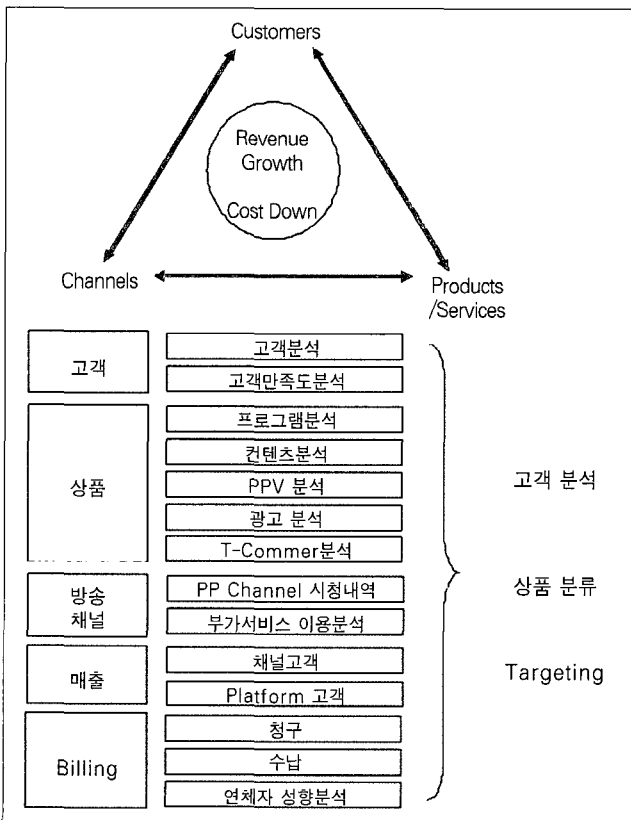 Customers
Revenue
Growth
Cost Down
Channels
Products
/Services
고객
고객분석
고객만족도분석
상품
프로그램분석
컨텐츠분석
PPV 분석
광고 분석
T-Commer분석
방송
채널
PP Channel 시청내역
부가서비스 이용분석
매출
채널고객
Platform 고객
Billing
청구
수납
연체자 성향분석
고객 분석
상품 분류
Targeting